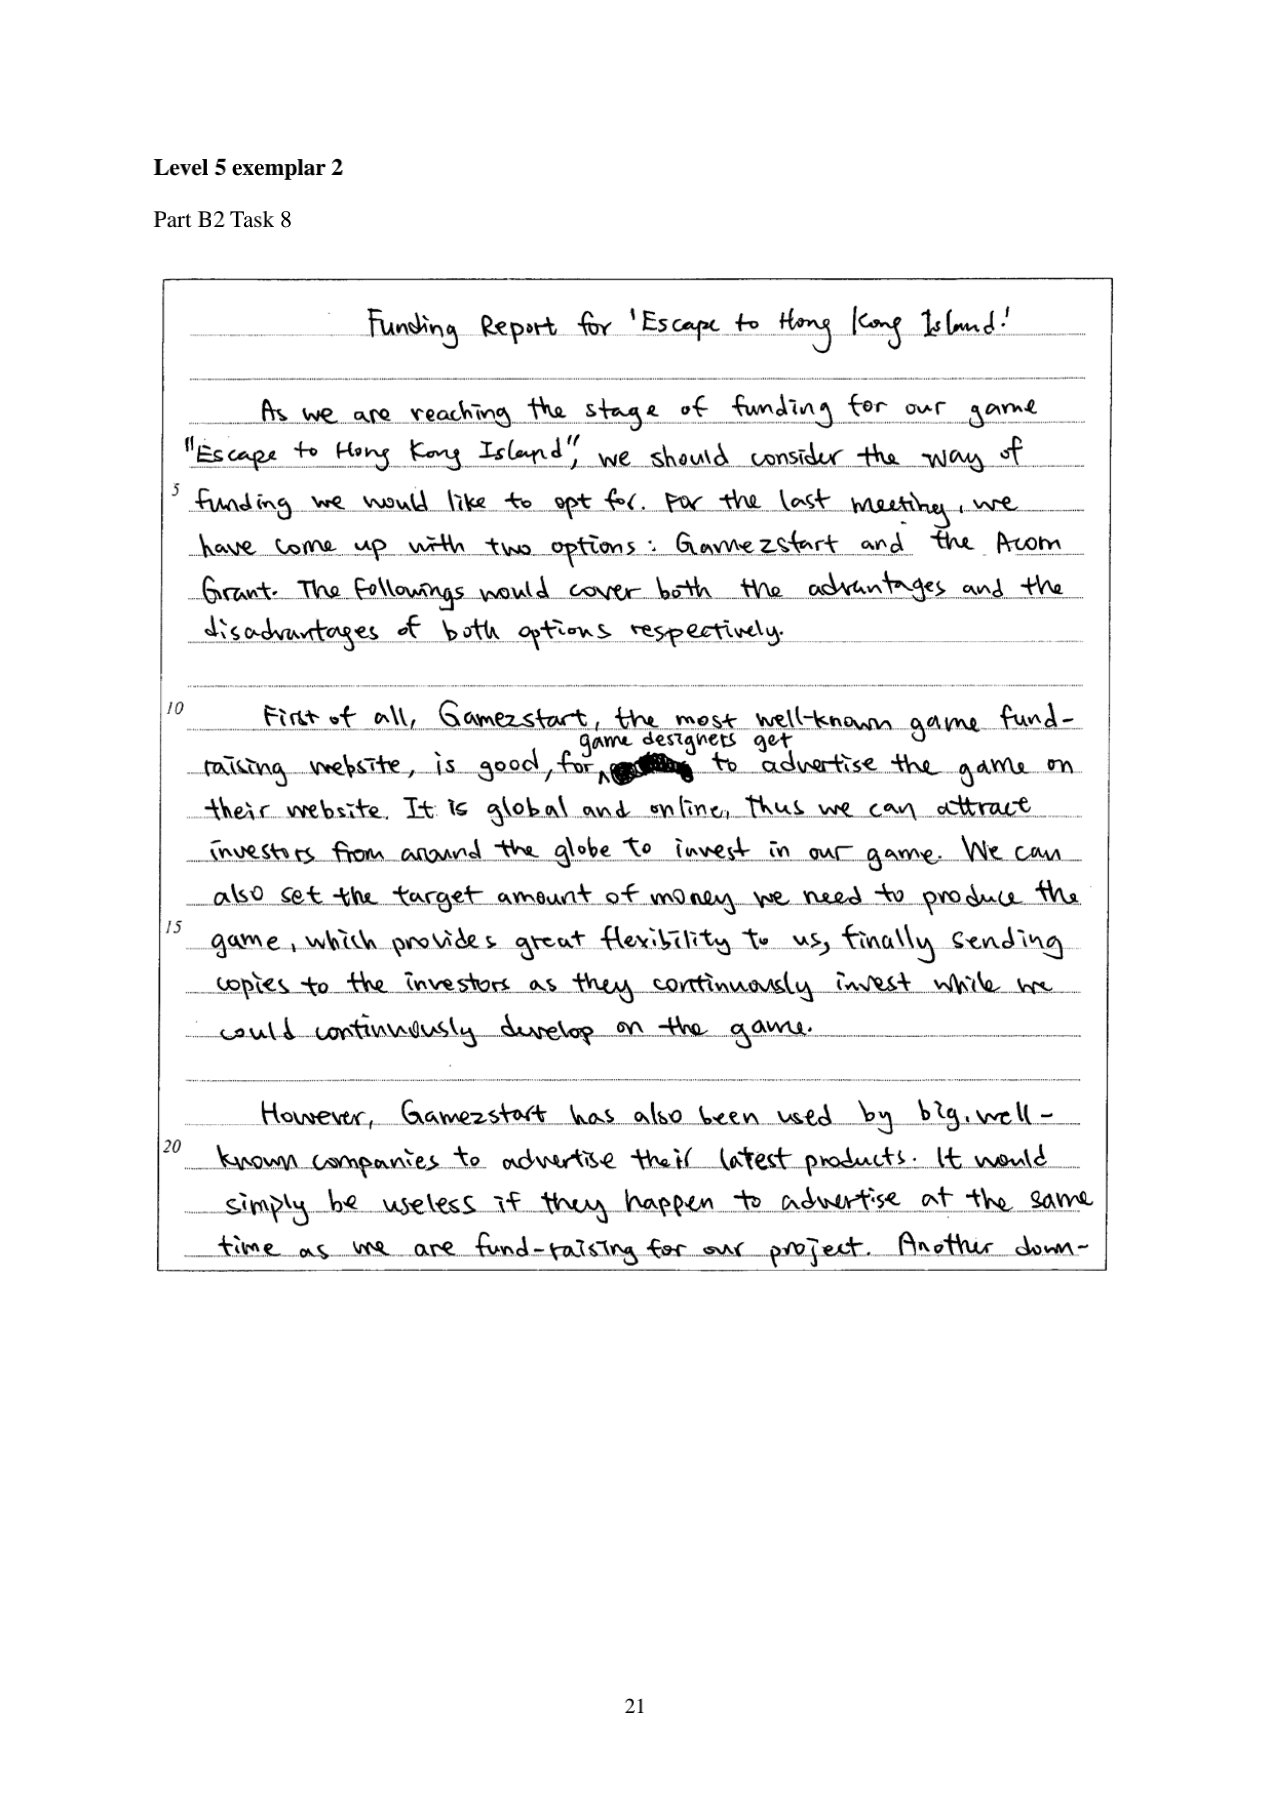 Level 5 exemplar 2
Part B2 Task 8
Funding Report for 'Escape to Hong Kong Island'
As we are reaching the stage of funding for our game
"Escape to Hong Kong Island", we should consider the way of
5 funding we would like to opt for. For the last meeting, we
have come up with two options: Gamezstart and the Acorn
Grant. The followings would cover both the advantages and the
disadvantages of both options respectively.
10 First of all, Gamezstart, the most well-known game fund-
game designers get
raising website, is good, for to advertise the game on
their website. It is global and online, thus we can attract
investors from around the globe to invest in our game. We can
also set the target amount of money we need to produce the
15 game, which provides great flexibility to us, finally sending
copies to the investors as they continuously invest while we
could continuously develop on the game.
However, Gamezstart has also been used by big, well-
20 known companies to advertise their latest products. It would
simply be useless if they happen to advertise at the same
time as we are fund-raising for our project. Another down-
21